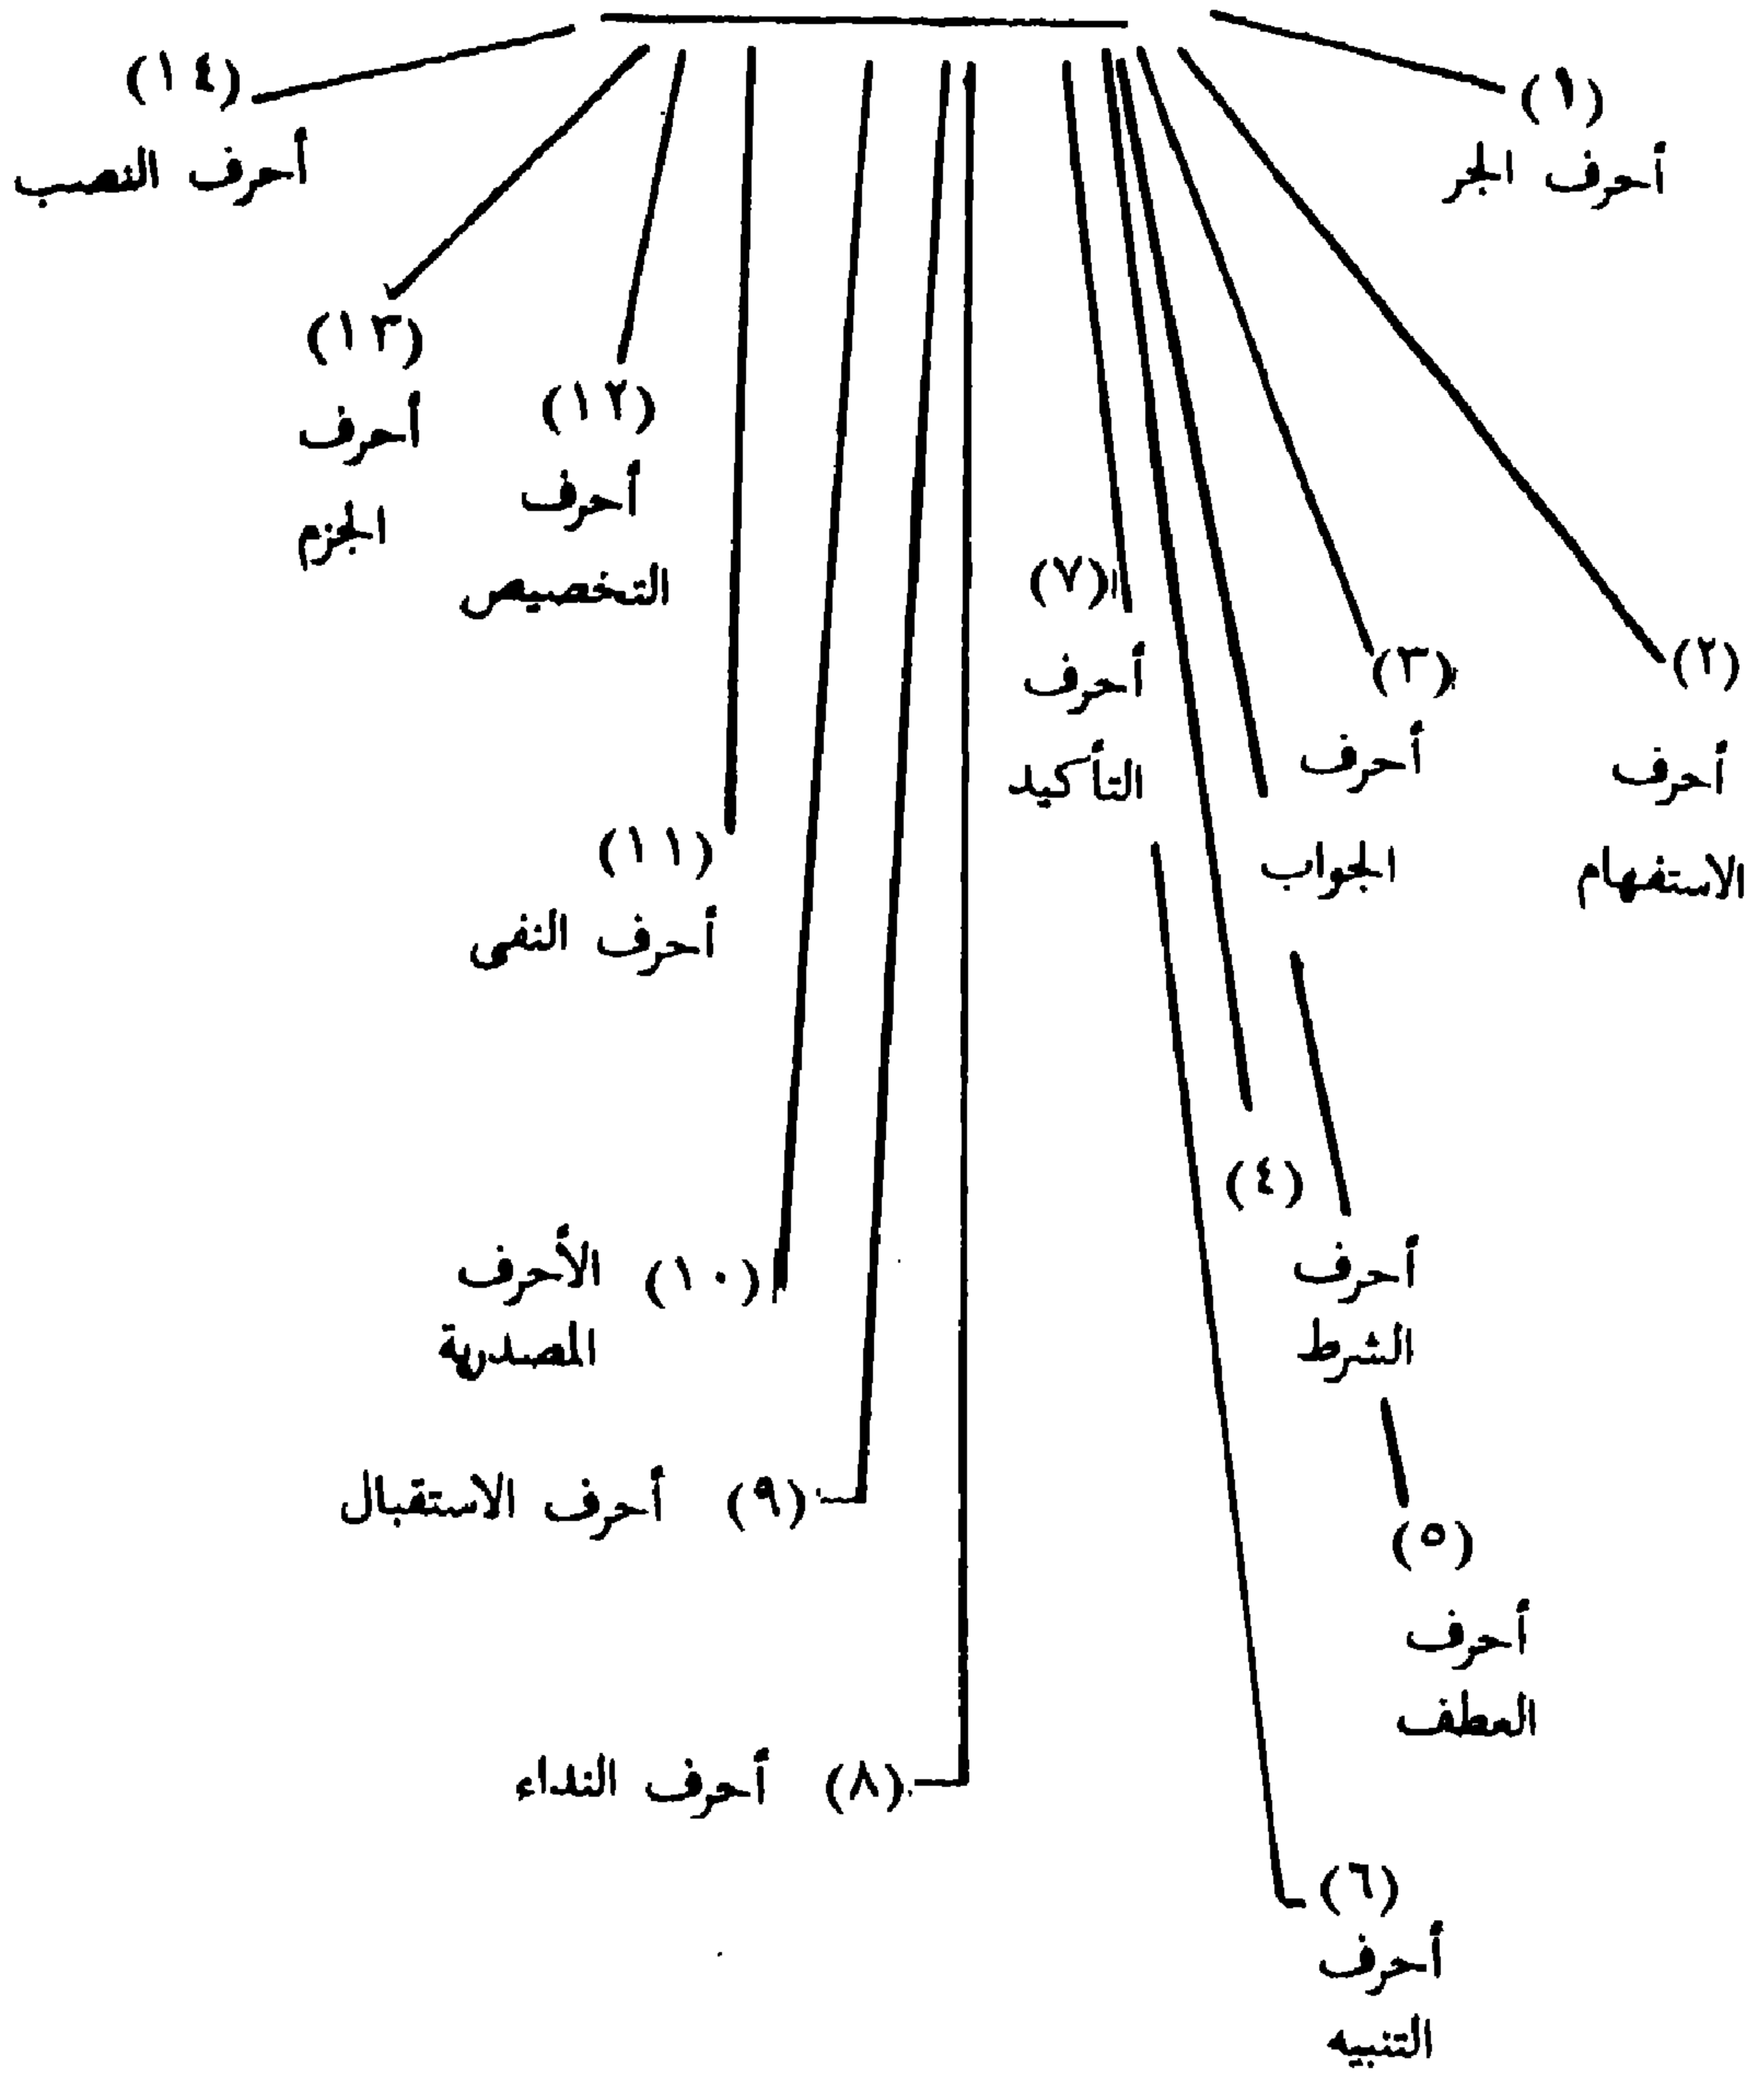 (١)
أحرف الجر
(٢)
أحرف
الاستفهام
(٣)
أحرف
الجواب
(٤)
أحرف
الشرط
(٥)
أحرف
العطف
(٦)
أحرف
التنبيه
(٧)
أحرف
التأكيد
(٨) أحرف النداء
(٩) أحرف الاستقبال
(١٠) الأحرف
المصدرية
(١١)
أحرف النفى
(١٢)
أحرف
التخصيص
(١٣)
أحرف
الجزم
(١٤)
أحرف النصب